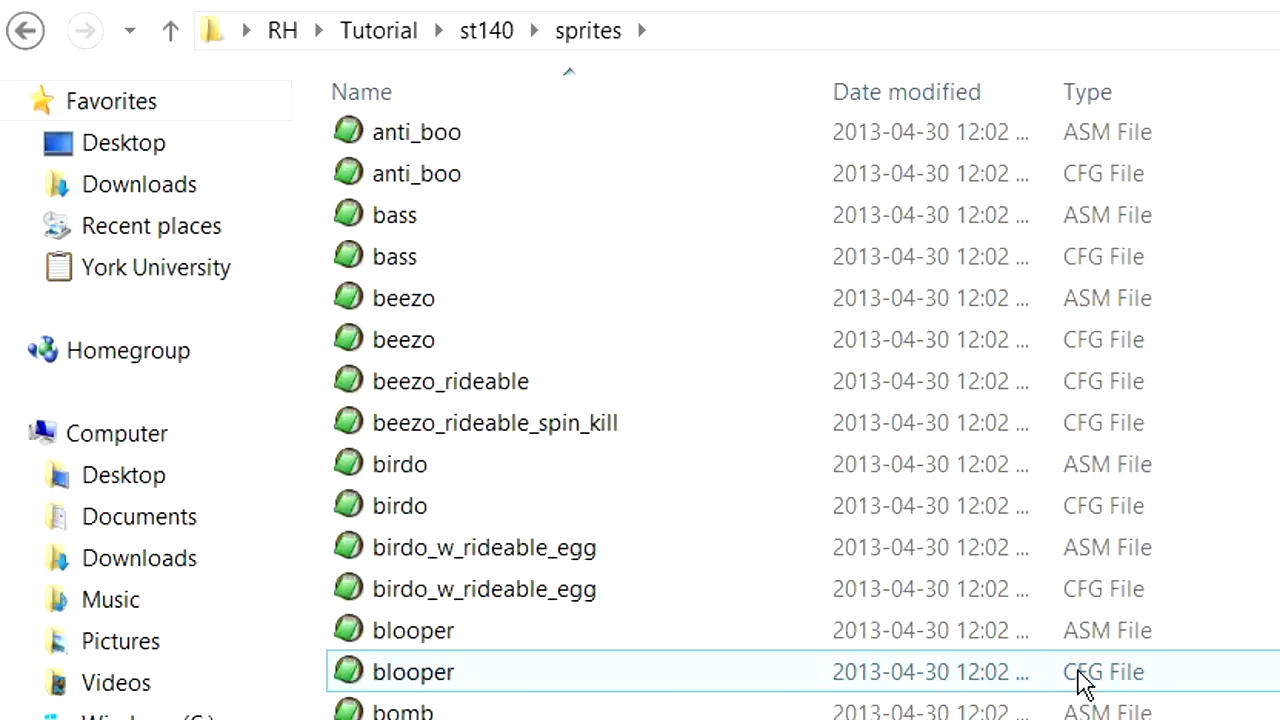 RH Tutorial st140 sprites
Favorites
Desktop
Downloads
Recent places
York University
Homegroup
Computer
Desktop
Documents
Downloads
Music
Pictures
Videos
Name Date modified Type
anti_boo 2013-04-30 12:02 ... ASM File
anti_boo 2013-04-30 12:02 ... CFG File
bass 2013-04-30 12:02 ... ASM File
bass 2013-04-30 12:02 ... CFG File
beezo 2013-04-30 12:02 ... ASM File
beezo 2013-04-30 12:02 ... CFG File
beezo_rideable 2013-04-30 12:02 ... CFG File
beezo_rideable_spin_kill 2013-04-30 12:02 ... CFG File
birdo 2013-04-30 12:02 ... ASM File
birdo 2013-04-30 12:02 ... CFG File
birdo_w_rideable_egg 2013-04-30 12:02 ... ASM File
birdo_w_rideable_egg 2013-04-30 12:02 ... CFG File
blooper 2013-04-30 12:02 ... ASM File
blooper 2013-04-30 12:02 ... CFG File
bomb 2013-04-30 12:02 ... ASM File